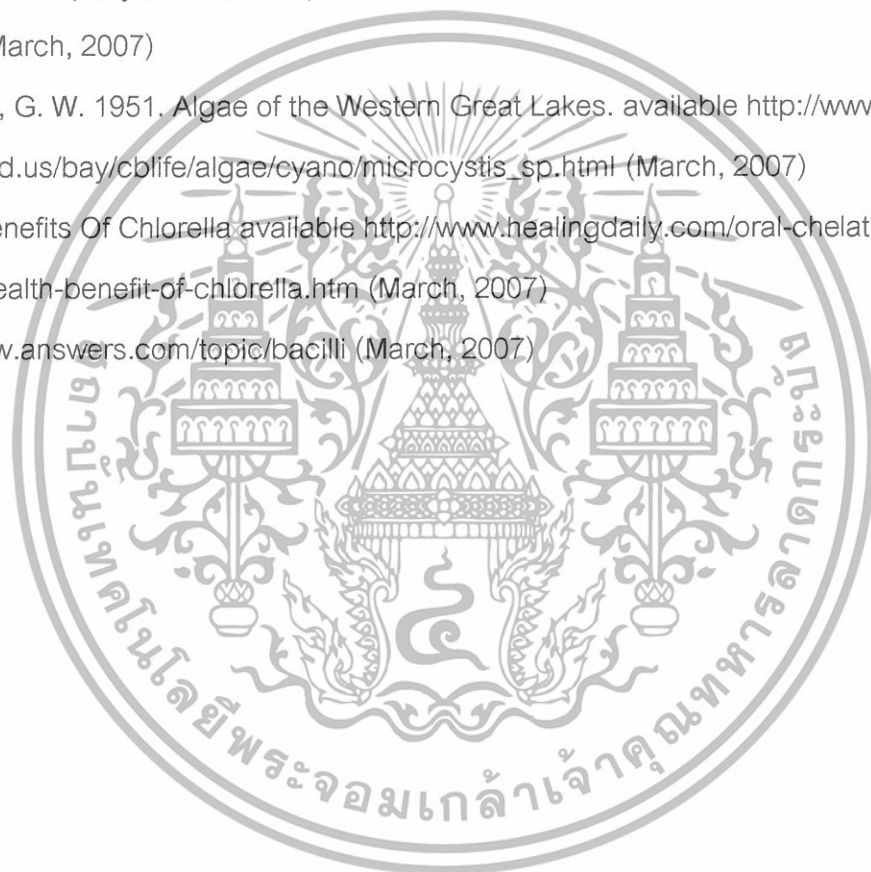 March, 2007)
, G. W. 1951. Algae of the Western Great Lakes. available http://www
d.us/bay/cblife/algae/cyano/microcystis_sp.html (March, 2007)
enefits Of Chlorella available http://www.healingdaily.com/oral-chelat
ealth-benefit-of-chlorella.htm (March, 2007)
w.answers.com/topic/bacilli (March, 2007)
สถาบันเทคโนโลยีพระจอมเกล้าเจ้าคุณทหารลาดกระบัง
๔